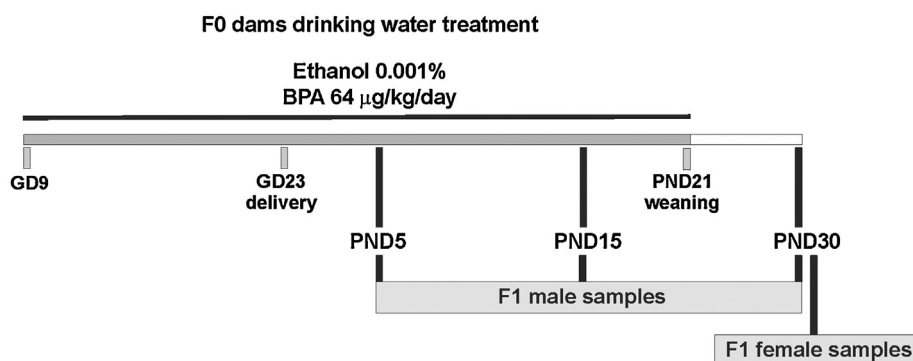 F0 dams drinking water treatment
Ethanol 0.001%
BPA 64 μg/kg/day
GD9
GD23
delivery
PND21
weaning
PND5
PND15
PND30
F1 male samples
F1 female samples